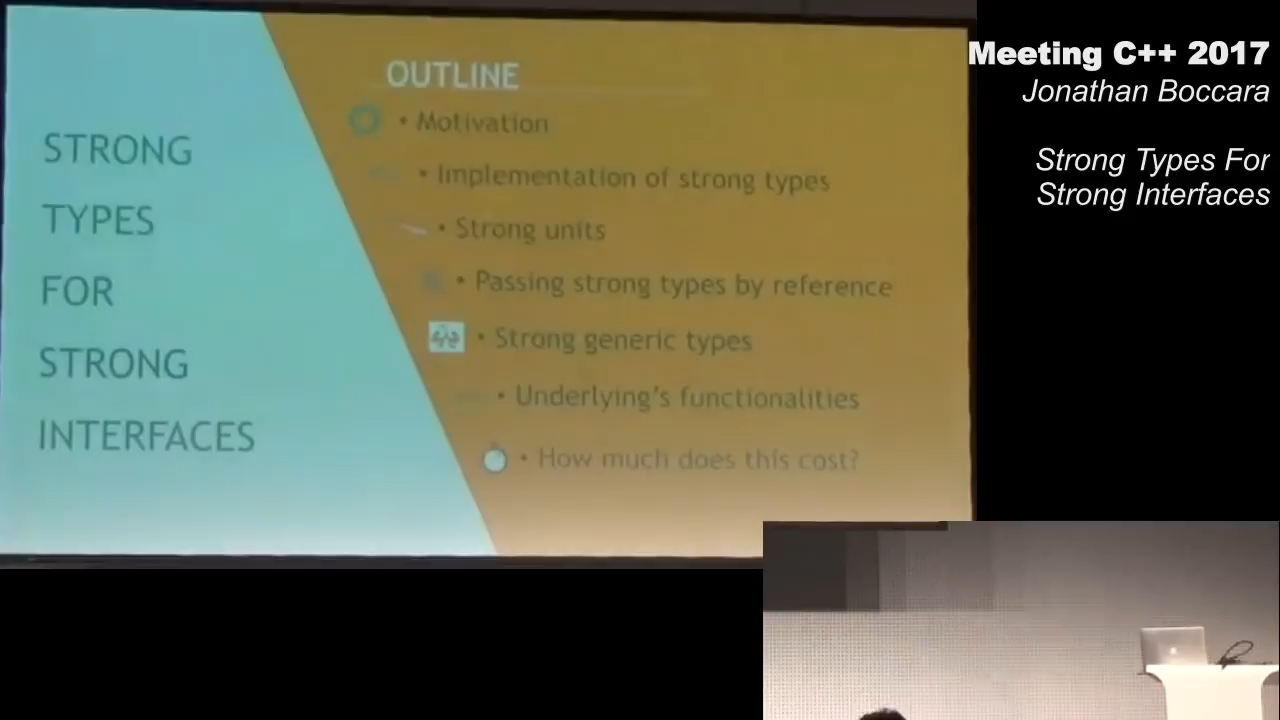 STRONG
TYPES
FOR
STRONG
INTERFACES
OUTLINE
• Motivation
• Implementation of strong types
• Strong units
• Passing strong types by reference
• Strong generic types
• Underlying's functionalities
• How much does this cost?
Meeting C++ 2017
Jonathan Boccara
Strong Types For
Strong Interfaces